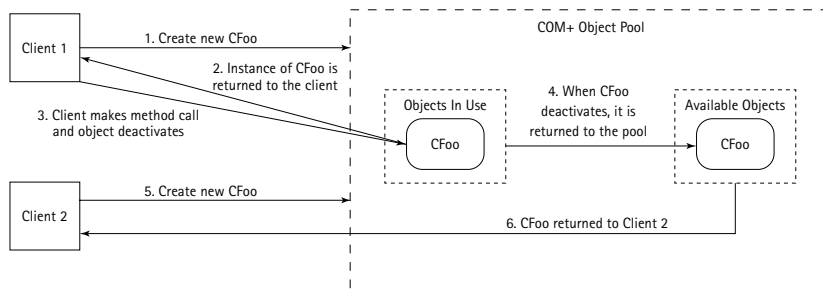 COM+ Object Pool
Client 1
1. Create new CFoo
2. Instance of CFoo is
returned to the client
3. Client makes method call
and object deactivates
Objects In Use
CFoo
4. When CFoo
deactivates, it is
returned to the pool
Available Objects
CFoo
Client 2
5. Create new CFoo
6. CFoo returned to Client 2